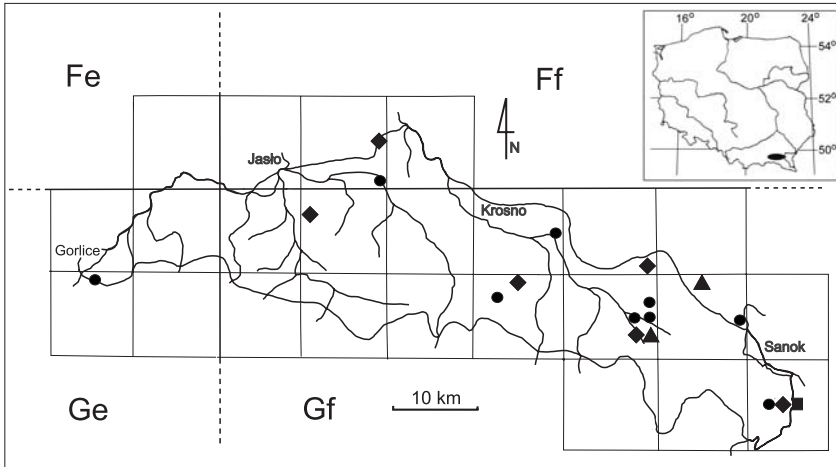 16° 20° 24°
54°
52°
50°
Fe
Ff
N
Jasło
Krosno
Gorlice
Sanok
Ge
Gf
10 km